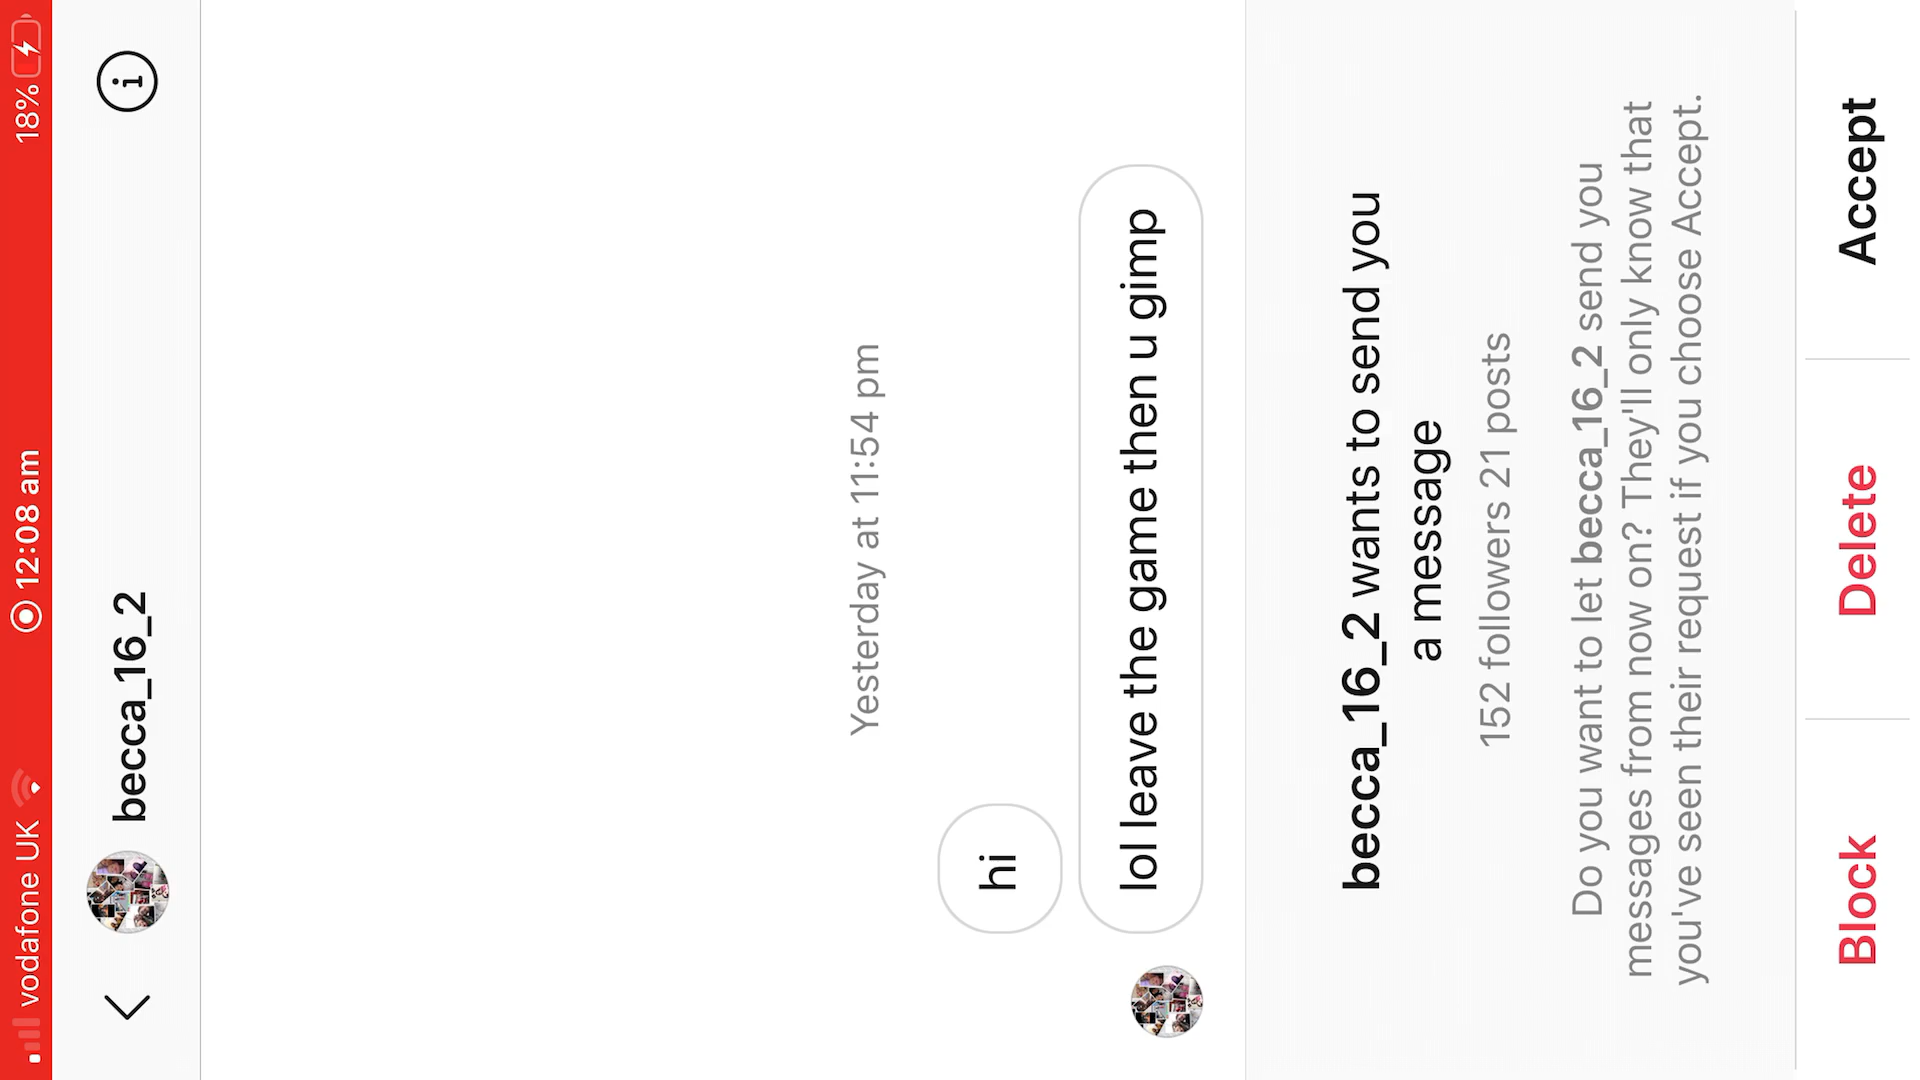 vodafone UK 12:08 am 18%
becca_16_2
Yesterday at 11:54 pm
hi
lol leave the game then u gimp
becca_16_2 wants to send you
a message
152 followers 21 posts
Do you want to let becca_16_2 send you
messages from now on? They'll only know that
you've seen their request if you choose Accept.
Block Delete Accept